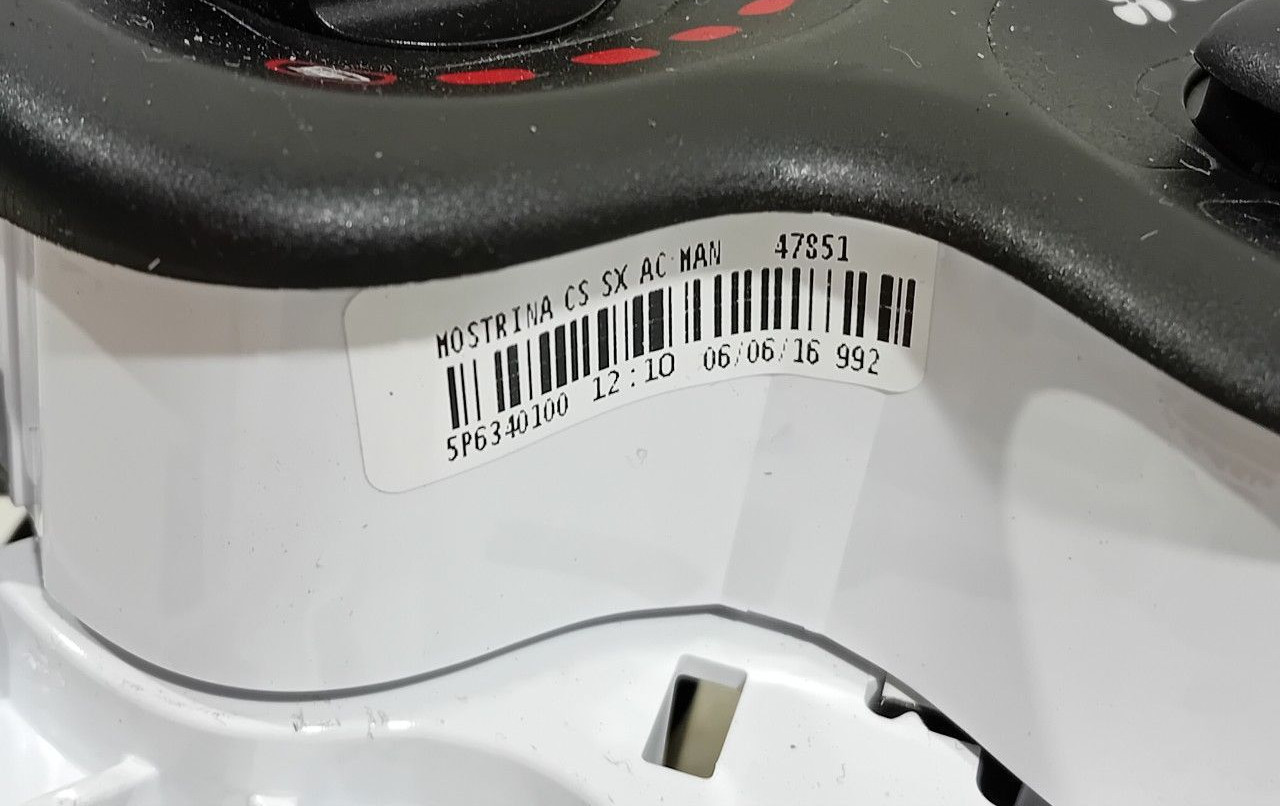 MOSTRINA CS SX AC MAN 47851
5P6340100 12:10 06/06/16 992